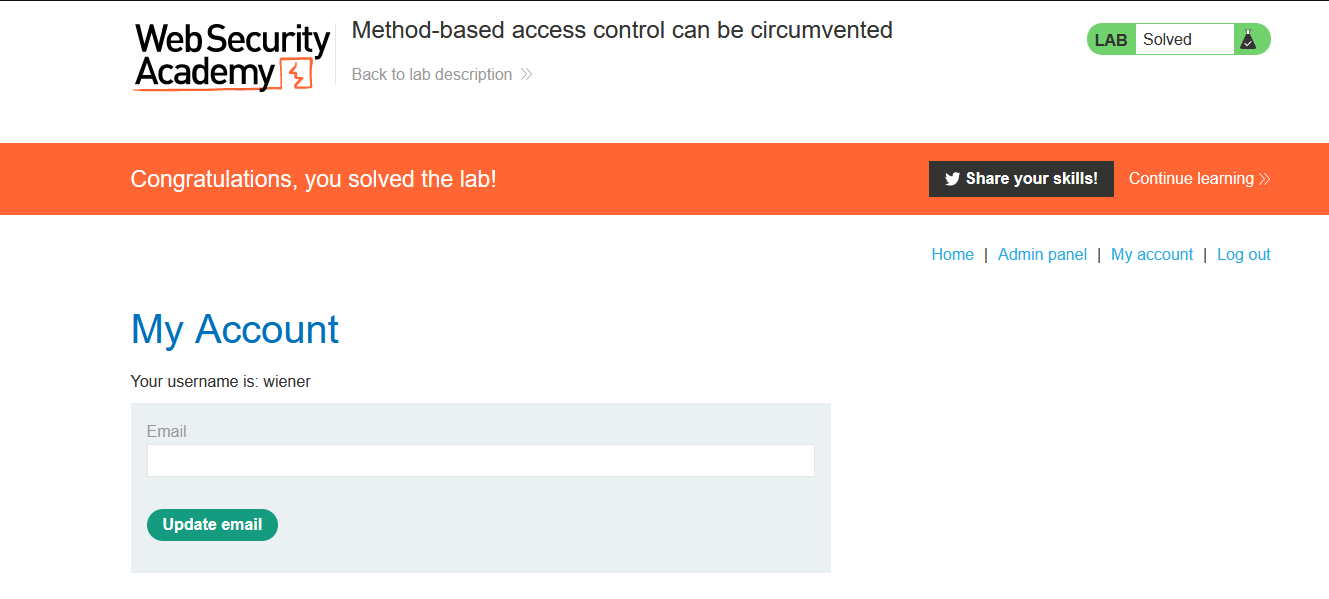 Web Security
Academy
Method-based access control can be circumvented
Back to lab description
LAB Solved
Congratulations, you solved the lab!
Share your skills!
Continue learning
Home | Admin panel | My account | Log out
My Account
Your username is: wiener
Email
Update email